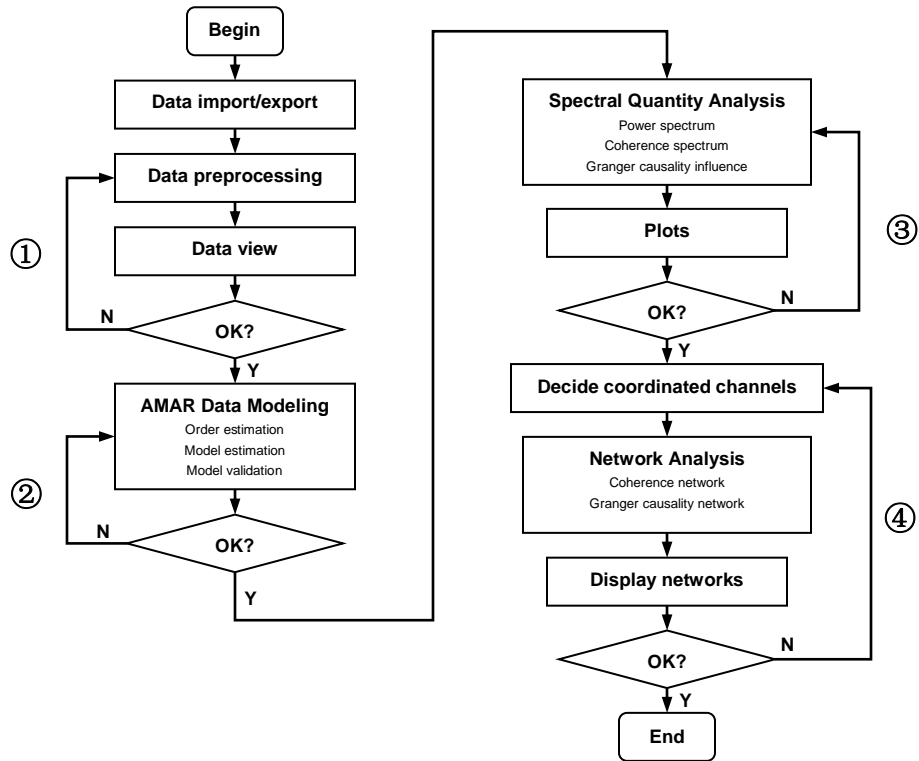 Begin
Data import/export
Data preprocessing
Data view
①
N
OK?
Y
AMAR Data Modeling
Order estimation
Model estimation
Model validation
②
N
OK?
Y
Spectral Quantity Analysis
Power spectrum
Coherence spectrum
Granger causality influence
Plots
③
N
OK?
Y
Decide coordinated channels
Network Analysis
Coherence network
Granger causality network
④
Display networks
N
OK?
Y
End